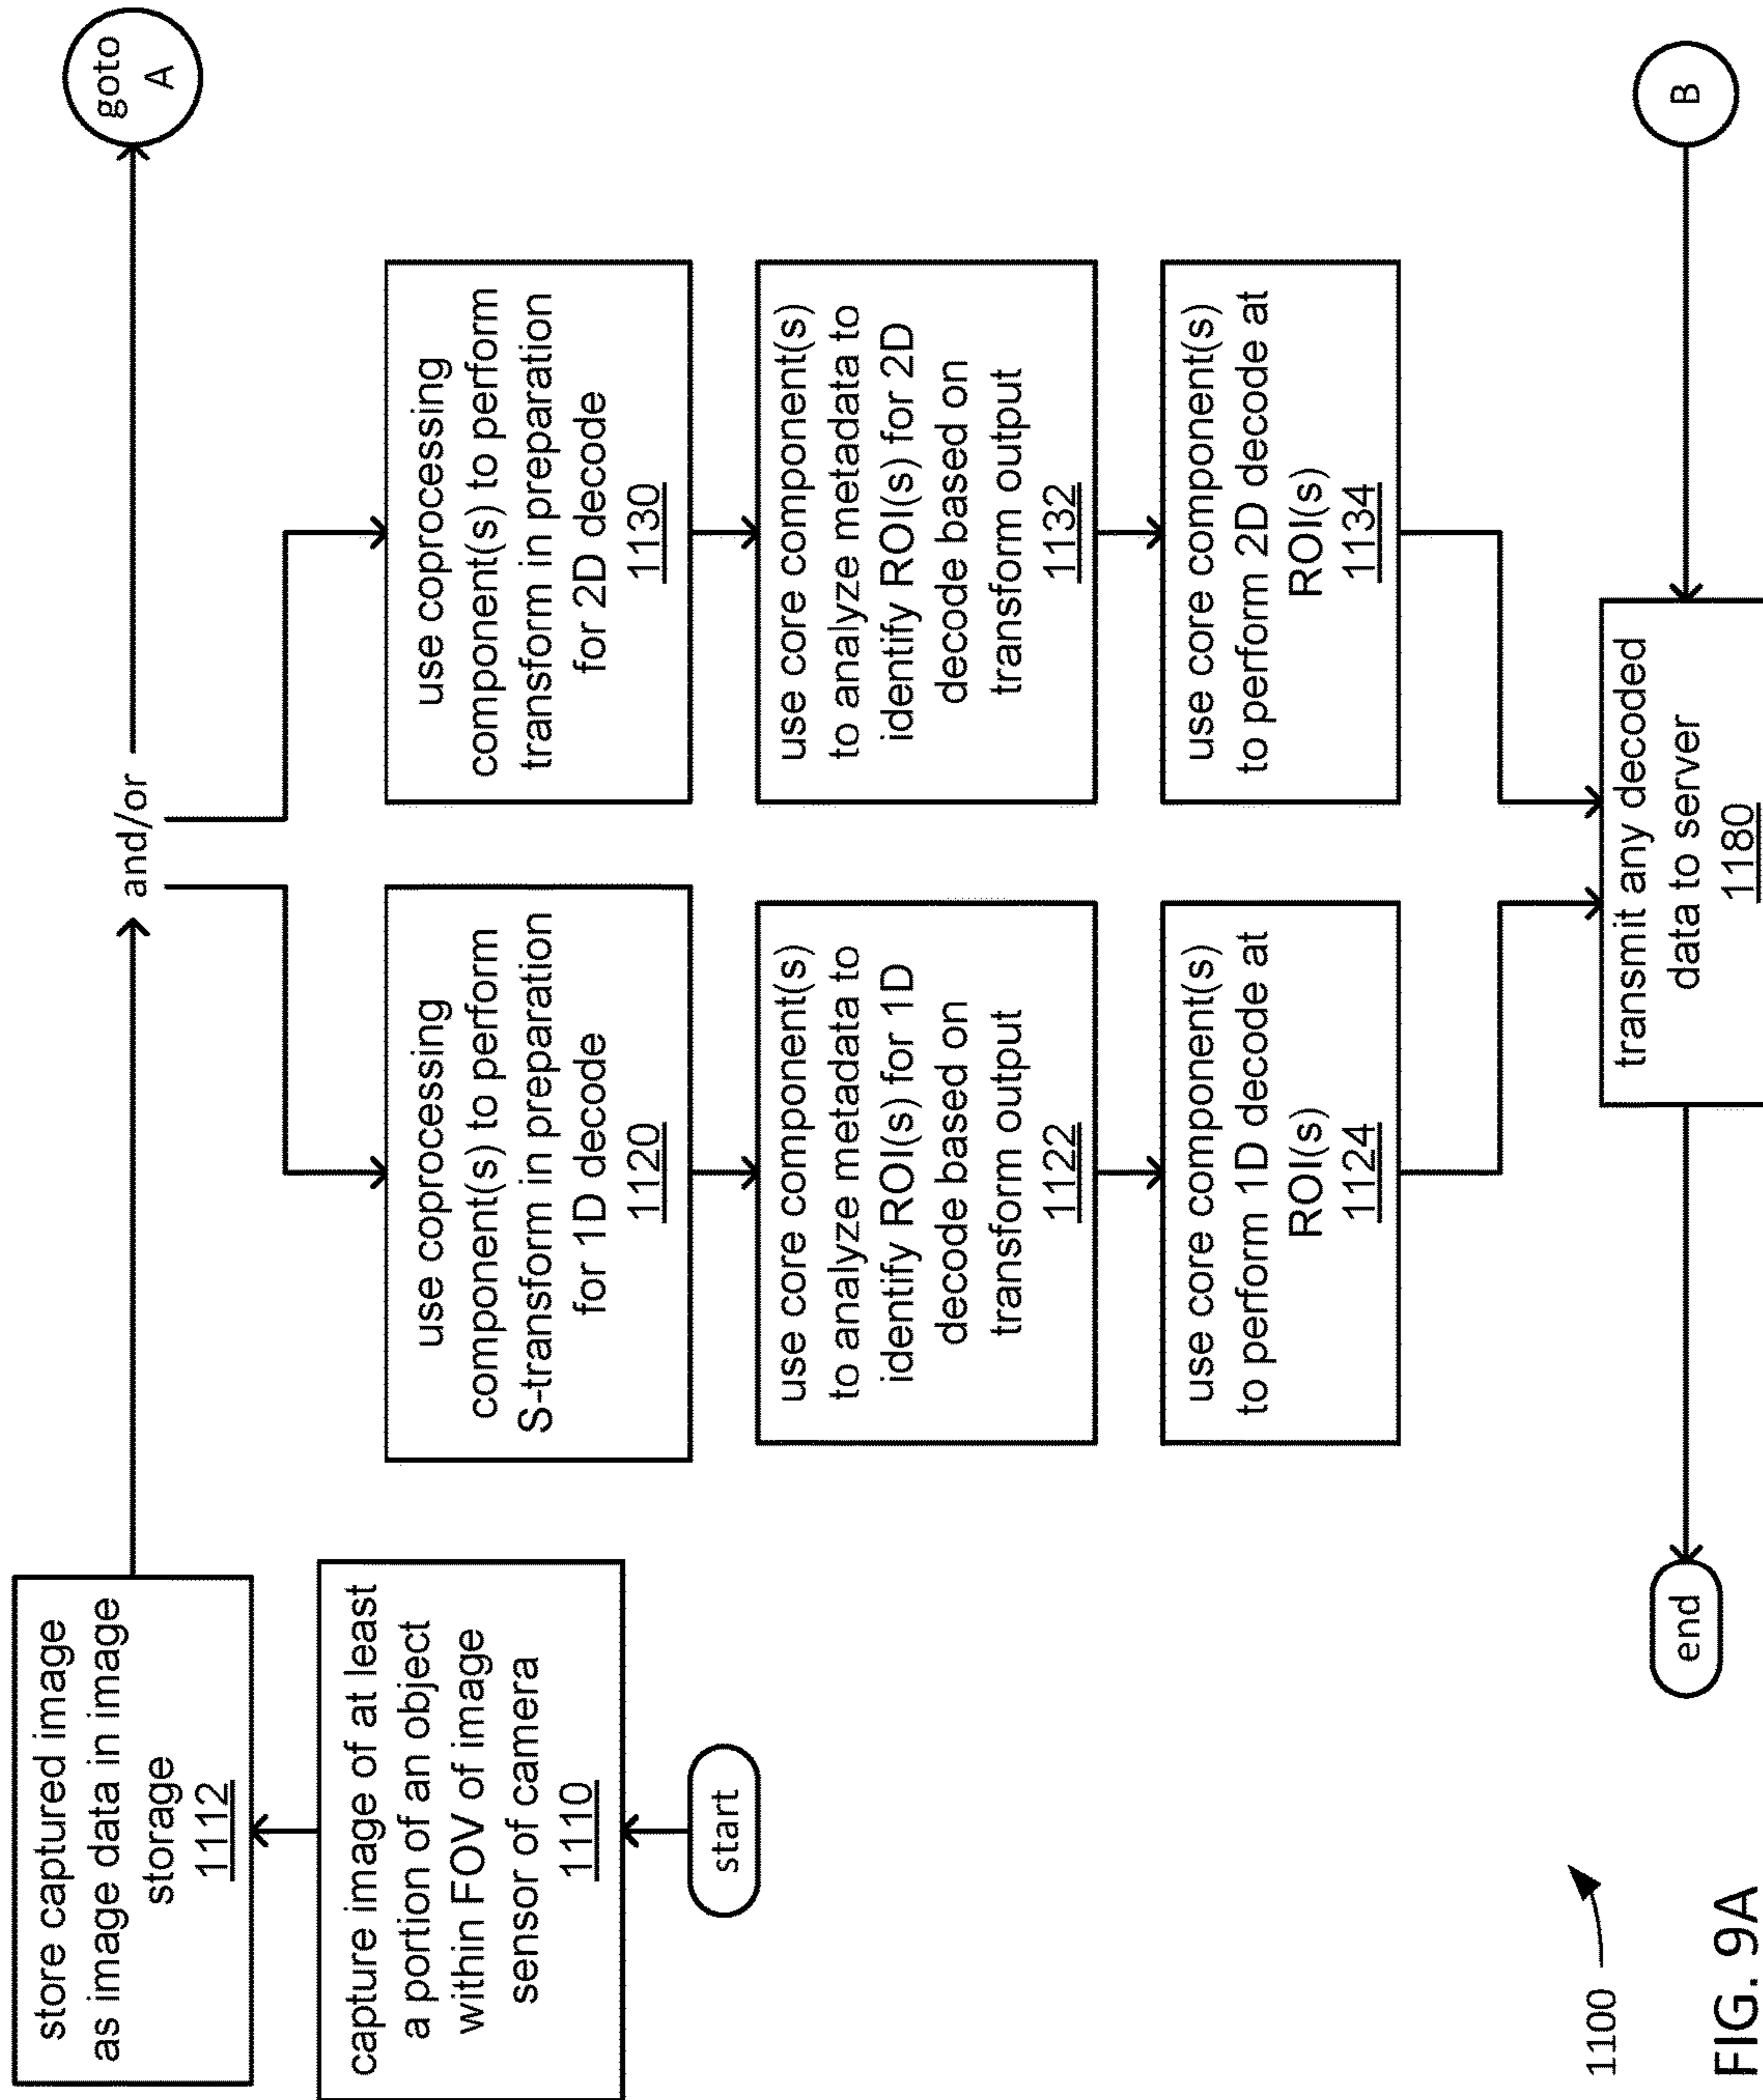 store captured image
as image data in image
storage
1112
capture image of at least
a portion of an object
within FOV of image
sensor of camera
1110
start
and/or
goto
A
use coprocessing
component(s) to perform
S-transform in preparation
for 1D decode
1120
use core component(s)
to analyze metadata to
identify ROI(s) for 1D
decode based on
transform output
1122
use core component(s)
to perform 1D decode at
ROI(s)
1124
use coprocessing
component(s) to perform
transform in preparation
for 2D decode
1130
use core component(s)
to analyze metadata to
identify ROI(s) for 2D
decode based on
transform output
1132
use core component(s)
to perform 2D decode at
ROI(s)
1134
transmit any decoded
data to server
1180
B
end
1100
FIG. 9A